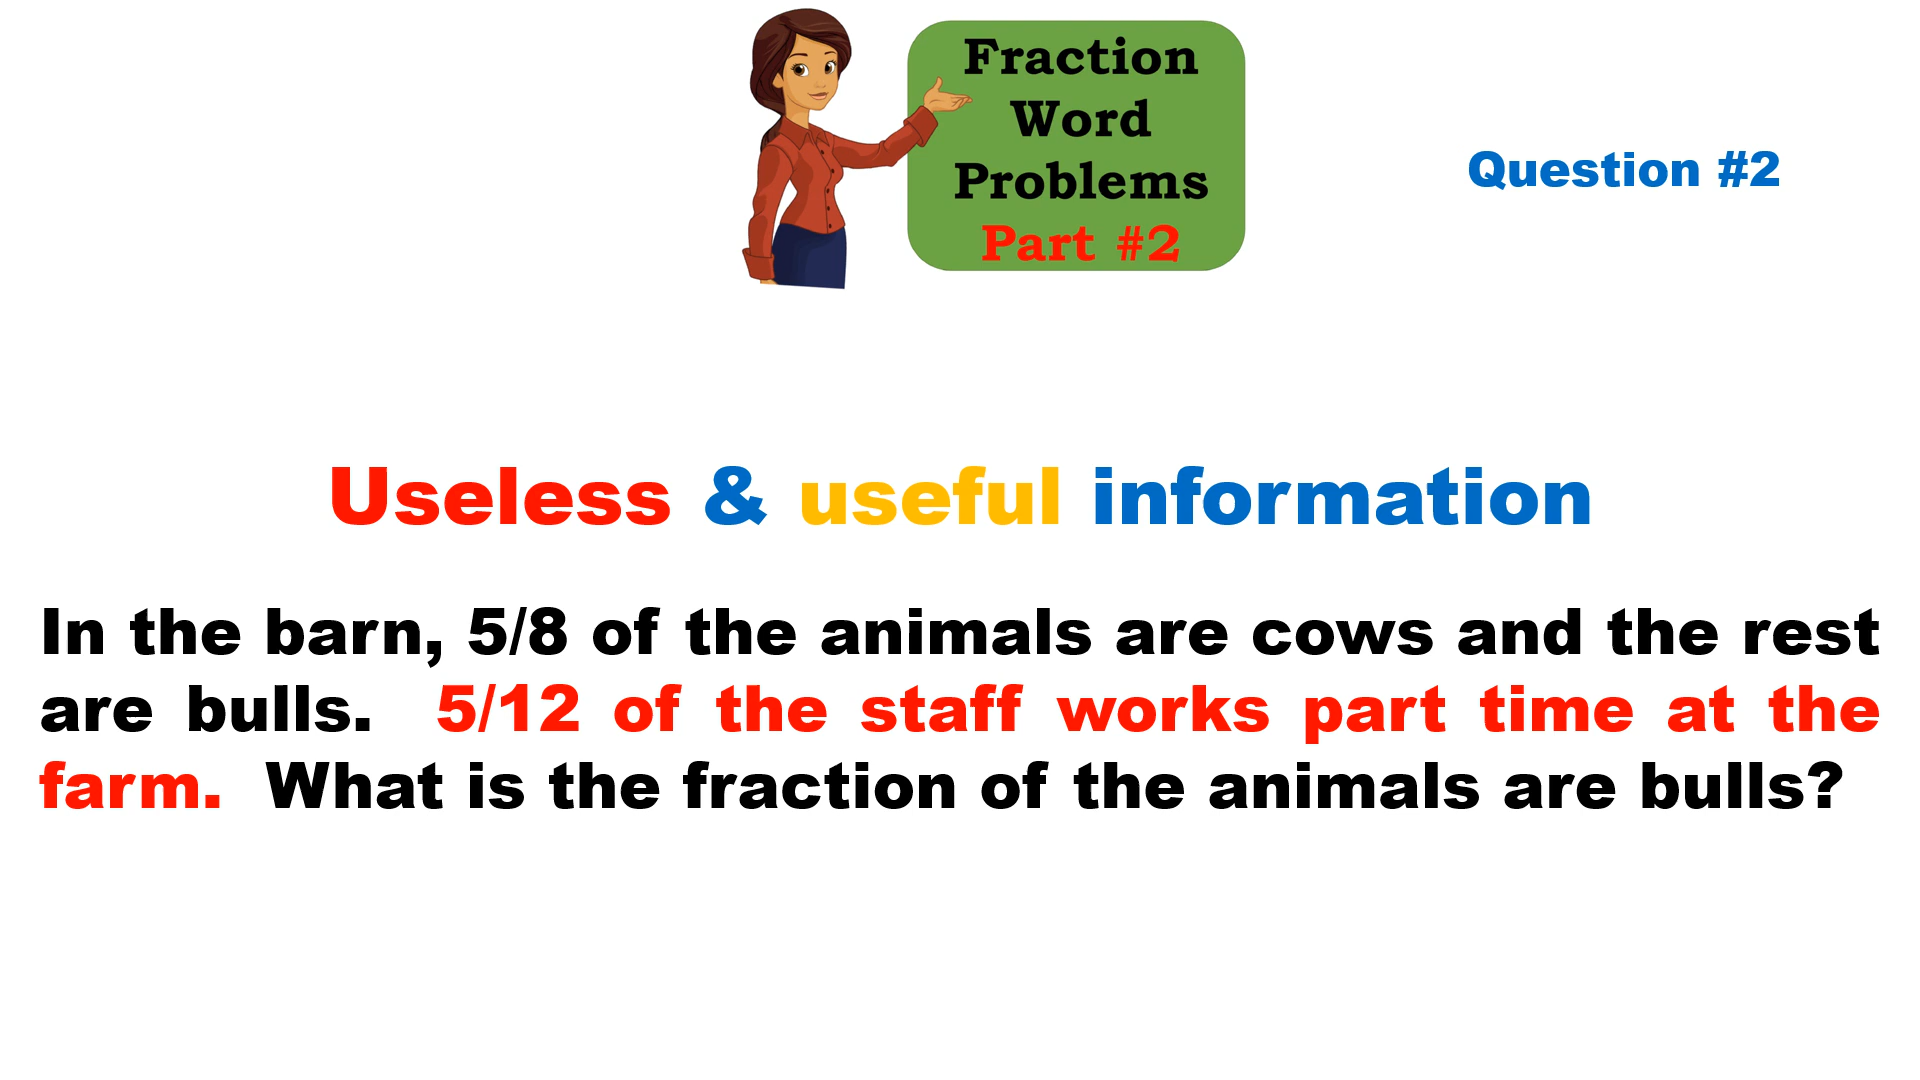 Fraction
Word
Problems
Part #2
Question #2
Useless & useful information
In the barn, 5/8 of the animals are cows and the rest
are bulls. 5/12 of the staff works part time at the
farm. What is the fraction of the animals are bulls?